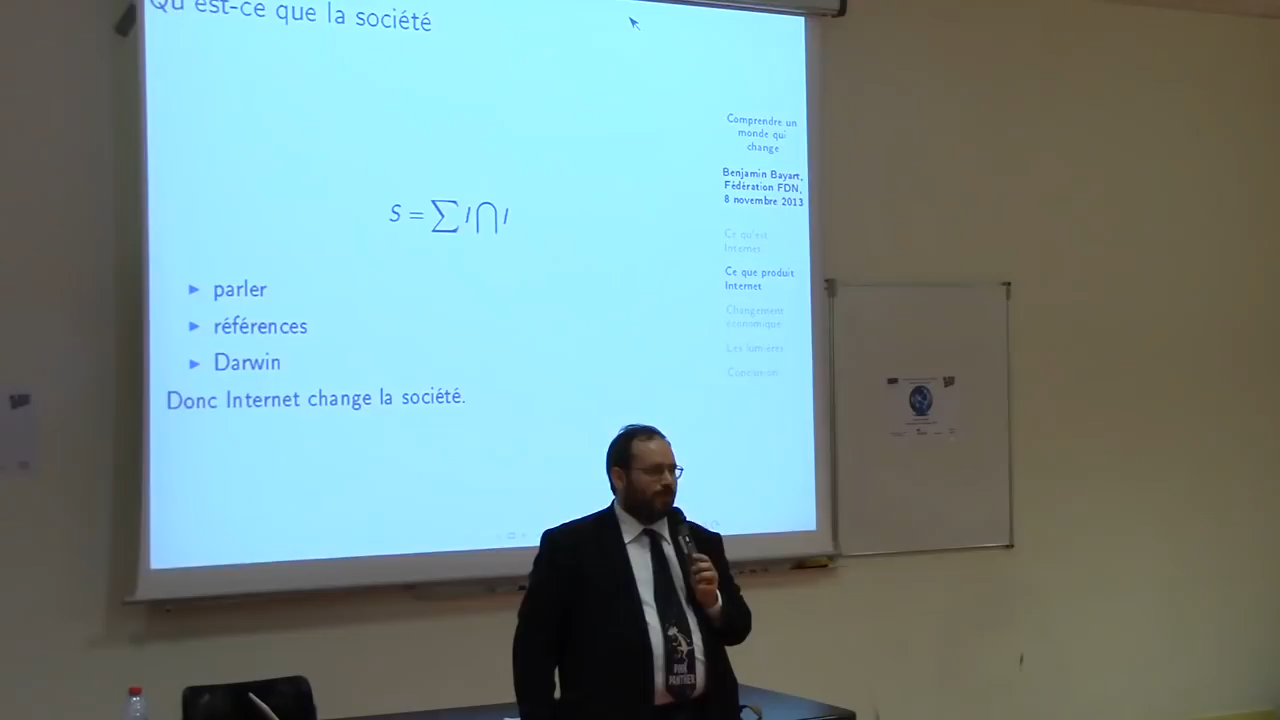 Qu'est-ce que la société
S = ∑ I ⋂ I
▶ parler
▶ références
▶ Darwin
Donc Internet change la société.
Comprendre un
monde qui
change
Benjamin Bayart,
Fédération FDN,
8 novembre 2013
Ce qu'est
Internet
Ce que produit
Internet
Changement
économique
Les lumières
Conclusion
PINK
PANTHER